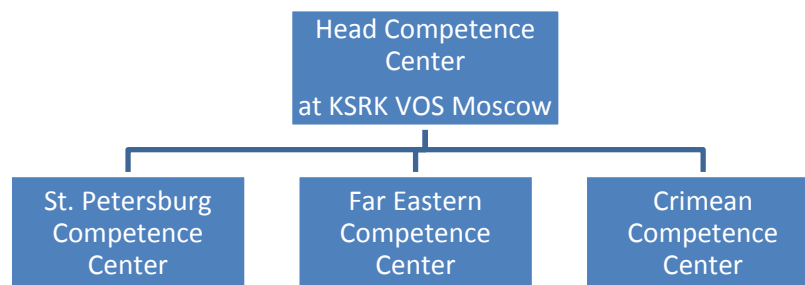 Head Competence
Center
at KSRK VOS Moscow
St. Petersburg
Competence
Center
Far Eastern
Competence
Center
Crimean
Competence
Center